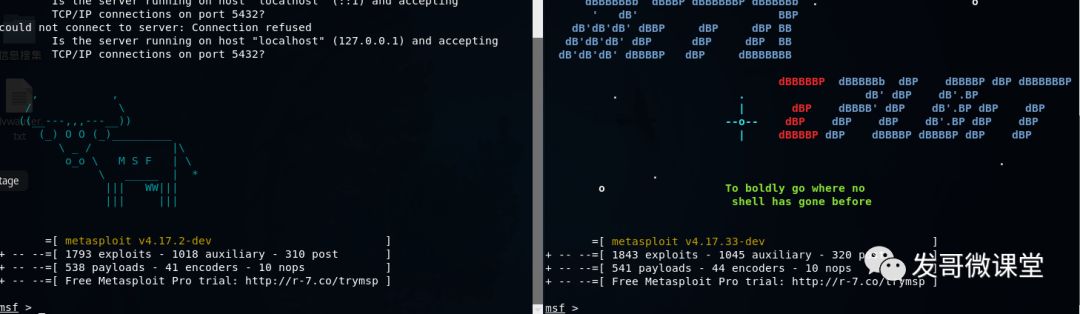 Is the server running on host "localhost" (::1) and accepting
TCP/IP connections on port 5432?
could not connect to server: Connection refused
Is the server running on host "localhost" (127.0.0.1) and accepting
TCP/IP connections on port 5432?
信息搜集
txt
tage
M S F
WW
=[ metasploit v4.17.2-dev ]
+ -- --=[ 1793 exploits - 1018 auxiliary - 310 post ]
+ -- --=[ 538 payloads - 41 encoders - 10 nops ]
+ -- --=[ Free Metasploit Pro trial: http://r-7.co/trymsp ]
msf > _
dBBBBBBb dBBBP dBBBBBBP dBBBBBb . o
' dB' BBP
dB'dB'dB' dBBP dBP dBP BB
dB'dB'dB' dBP dBP dBP BB
dB'dB'dB' dBBBBP dBP dBBBBBBB
dBBBBBP dBBBBBb dBP dBBBBP dBP dBBBBBBP
. . dB' dBP dB'.BP
| dBP dBBBB' dBP dB'.BP dBP dBP
--o-- dBP dBP dBP dB'.BP dBP dBP
| dBBBBP dBP dBBBBP dBBBBP dBP dBP
.
.
o To boldly go where no
shell has gone before
=[ metasploit v4.17.33-dev ]
+ -- --=[ 1843 exploits - 1045 auxiliary - 320 ]
+ -- --=[ 541 payloads - 44 encoders - 10 nops
+ -- --=[ Free Metasploit Pro trial: http://r-7.co/trymsp ]
msf >
发哥微课堂